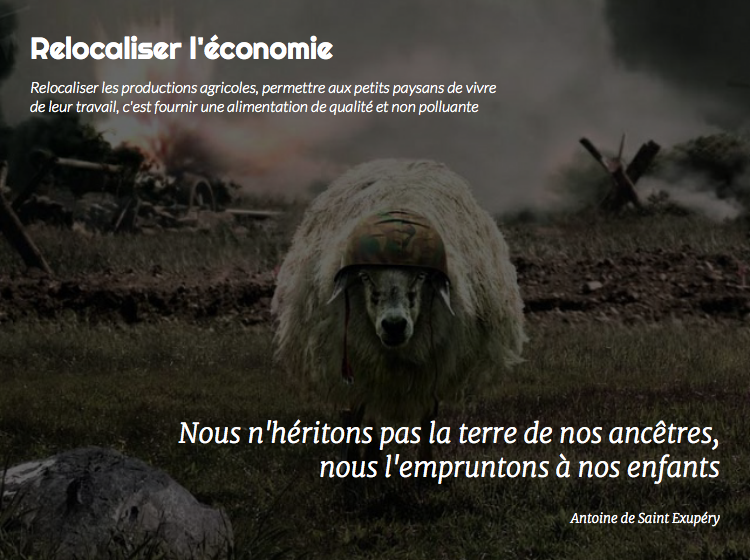 Relocaliser l'économie
Relocaliser les productions agricoles, permettre aux petits paysans de vivre
de leur travail, c'est fournir une alimentation de qualité et non polluante
Nous n'héritons pas la terre de nos ancêtres,
nous l'empruntons à nos enfants
Antoine de Saint Exupéry